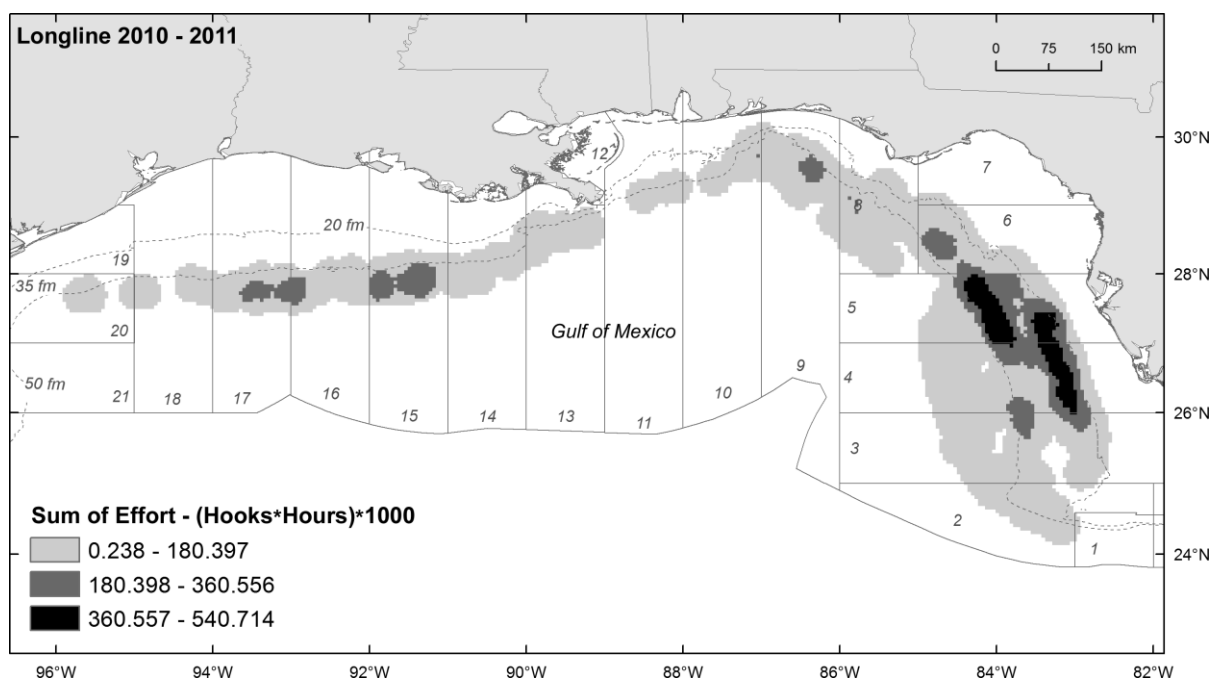 Longline 2010 - 2011
0 75 150 km
30°N
28°N
26°N
24°N
12
7
20 fm
8
6
19
35 fm
5
20
Gulf of Mexico
50 fm
21
18
17
16
15
14
13
11
10
9
4
3
2
1
Sum of Effort - (Hooks*Hours)*1000
0.238 - 180.397
180.398 - 360.556
360.557 - 540.714
96°W 94°W 92°W 90°W 88°W 86°W 84°W 82°W